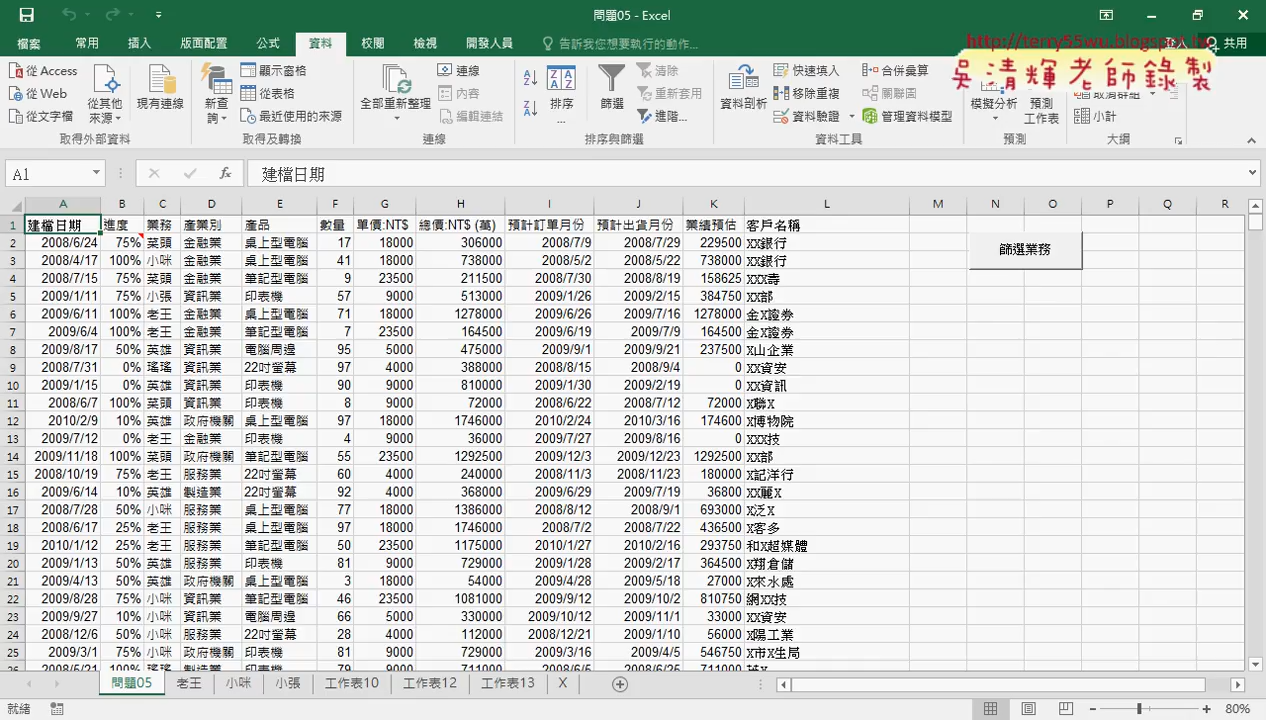 問題05 - Excel
檔案 常用 插入 版面配置 公式 資料 校閱 檢視 開發人員 告訴我您想要執行的動作... 登入 共用
http://terry55wu.blogspot.tw
吳清輝老師錄製
從 Access 從 Web 從文字檔 從其他來源 現有連線 新查詢 顯示窗格 從表格 最近使用的來源 全部重新整理 連線 內容 編輯連結 排序... 篩選 清除 重新套用 進階... 資料剖析 快速填入 移除重複 資料驗證 合併彙算 關聯圖 管理資料模型 模擬分析 預測工作表 取消群組 小計
取得外部資料 取得及轉換 連線 排序與篩選 資料工具 預測 大綱
A1 fx 建檔日期
A B C D E F G H I J K L M N O P Q R
1 建檔日期 進度 業務 產業別 產品 數量 單價:NT$ 總價:NT$ (萬) 預計訂單月份 預計出貨月份 業績預估 客戶名稱
2 2008/6/24 75% 菜頭 金融業 桌上型電腦 17 18000 306000 2008/7/9 2008/7/29 229500 XX銀行
篩選業務
3 2008/4/17 100% 小咪 金融業 桌上型電腦 41 18000 738000 2008/5/2 2008/5/22 738000 XX銀行
4 2008/7/15 75% 菜頭 金融業 筆記型電腦 9 23500 211500 2008/7/30 2008/8/19 158625 XXX壽
5 2009/1/11 75% 小張 資訊業 印表機 57 9000 513000 2009/1/26 2009/2/15 384750 XX部
6 2009/6/11 100% 老王 金融業 桌上型電腦 71 18000 1278000 2009/6/26 2009/7/16 1278000 金X證券
7 2009/6/4 100% 老王 金融業 筆記型電腦 7 23500 164500 2009/6/19 2009/7/9 164500 金X證券
8 2009/8/17 50% 英雄 資訊業 電腦周邊 95 5000 475000 2009/9/1 2009/9/21 237500 X山企業
9 2008/7/31 0% 瑤瑤 資訊業 22吋螢幕 97 4000 388000 2008/8/15 2008/9/4 0 XX資安
10 2009/1/15 0% 英雄 資訊業 印表機 90 9000 810000 2009/1/30 2009/2/19 0 XX資訊
11 2008/6/7 100% 菜頭 資訊業 印表機 8 9000 72000 2008/6/22 2008/7/12 72000 X聯X
12 2010/2/9 10% 英雄 政府機關 桌上型電腦 97 18000 1746000 2010/2/24 2010/3/16 174600 X博物院
13 2009/7/12 0% 老王 金融業 印表機 4 9000 36000 2009/7/27 2009/8/16 0 XXX技
14 2009/11/18 100% 菜頭 政府機關 筆記型電腦 55 23500 1292500 2009/12/3 2009/12/23 1292500 XX部
15 2008/10/19 75% 老王 服務業 22吋螢幕 60 4000 240000 2008/11/3 2008/11/23 180000 X記洋行
16 2009/6/14 10% 英雄 製造業 22吋螢幕 92 4000 368000 2009/6/29 2009/7/19 36800 XX麗X
17 2008/7/28 50% 小咪 服務業 桌上型電腦 77 18000 1386000 2008/8/12 2008/9/1 693000 X泛X
18 2008/6/17 25% 老王 服務業 桌上型電腦 97 18000 1746000 2008/7/2 2008/7/22 436500 X客多
19 2010/1/12 25% 老王 服務業 筆記型電腦 50 23500 1175000 2010/1/27 2010/2/16 293750 和X超媒體
20 2009/1/13 50% 英雄 服務業 印表機 81 9000 729000 2009/1/28 2009/2/17 364500 X翔倉儲
21 2009/4/13 50% 英雄 政府機關 桌上型電腦 3 18000 54000 2009/4/28 2009/5/18 27000 X來水處
22 2009/8/28 75% 小咪 服務業 筆記型電腦 46 23500 1081000 2009/9/12 2009/10/2 810750 網XX技
23 2009/9/27 10% 小咪 資訊業 電腦周邊 66 5000 33000 2009/10/12 2009/11/1 33000 XX資安
24 2008/12/6 50% 小咪 服務業 22吋螢幕 28 4000 112000 2008/12/21 2009/1/10 56000 X陽工業
25 2009/3/1 75% 小咪 政府機關 印表機 81 9000 729000 2009/3/16 2009/4/5 546750 X市X生局
問題05 老王 小咪 小張 工作表10 工作表12 工作表13 X
就緒 80%